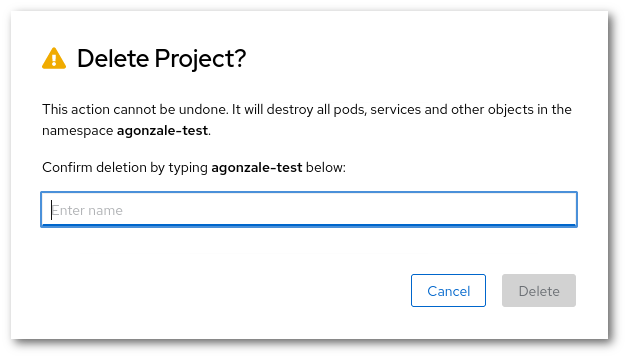 Delete Project?
This action cannot be undone. It will destroy all pods, services and other objects in the
namespace agonzale-test.
Confirm deletion by typing agonzale-test below:
Enter name
Cancel
Delete